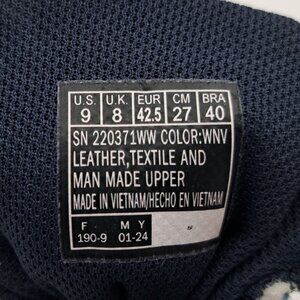 U.S. U.K. EUR CM BRA
9 8 42.5 27 40
SN 220371WW COLOR:WNV
LEATHER,TEXTILE AND
MAN MADE UPPER
MADE IN VIETNAM/HECHO EN VIETNAM
F M Y
190-9 01-24